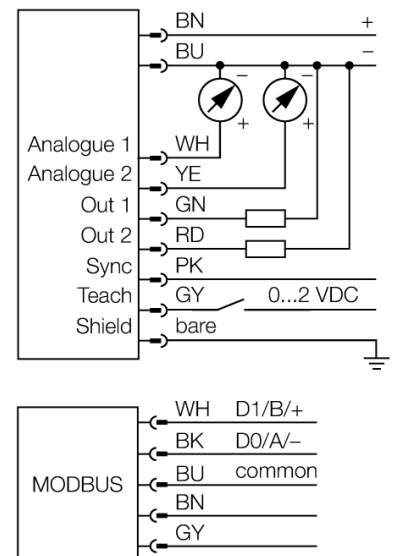 BN +
BU −
− −
+ +
Analogue 1 WH
Analogue 2 YE
Out 1 GN
Out 2 RD
Sync PK
Teach GY 0...2 VDC
Shield bare
WH D1/B/+
BK D0/A/−
MODBUS BU common
BN
GY